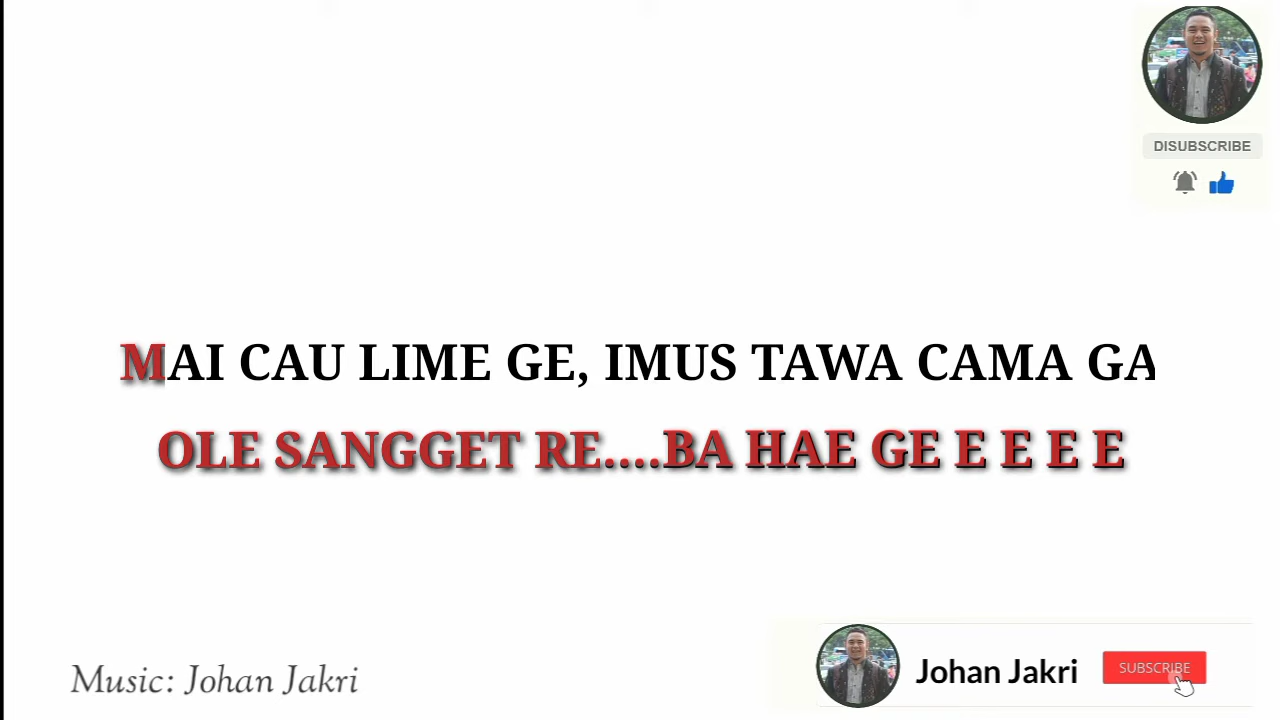 DISUBSCRIBE
MAI CAU LIME GE, IMUS TAWA CAMA GA
OLE SANGGET RE....BA HAE GE E E E E
Music: Johan Jakri
Johan Jakri
SUBSCRIBE